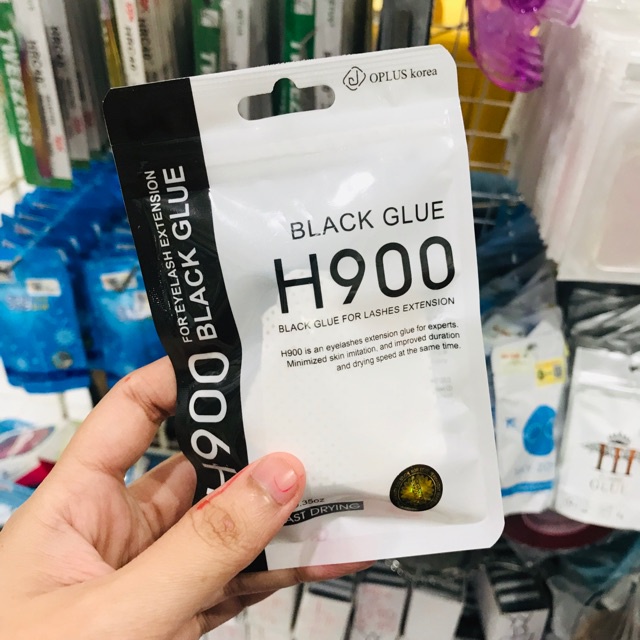 OPLUS korea
BLACK GLUE
H900
BLACK GLUE FOR LASHES EXTENSION
H900 is an eyelashes extension glue for experts.
Minimized skin imitation, and improved duration
and drying speed at the same time.
H900
FOR EYELASH EXTENSION
BLACK GLUE
35oz
AST DRYING